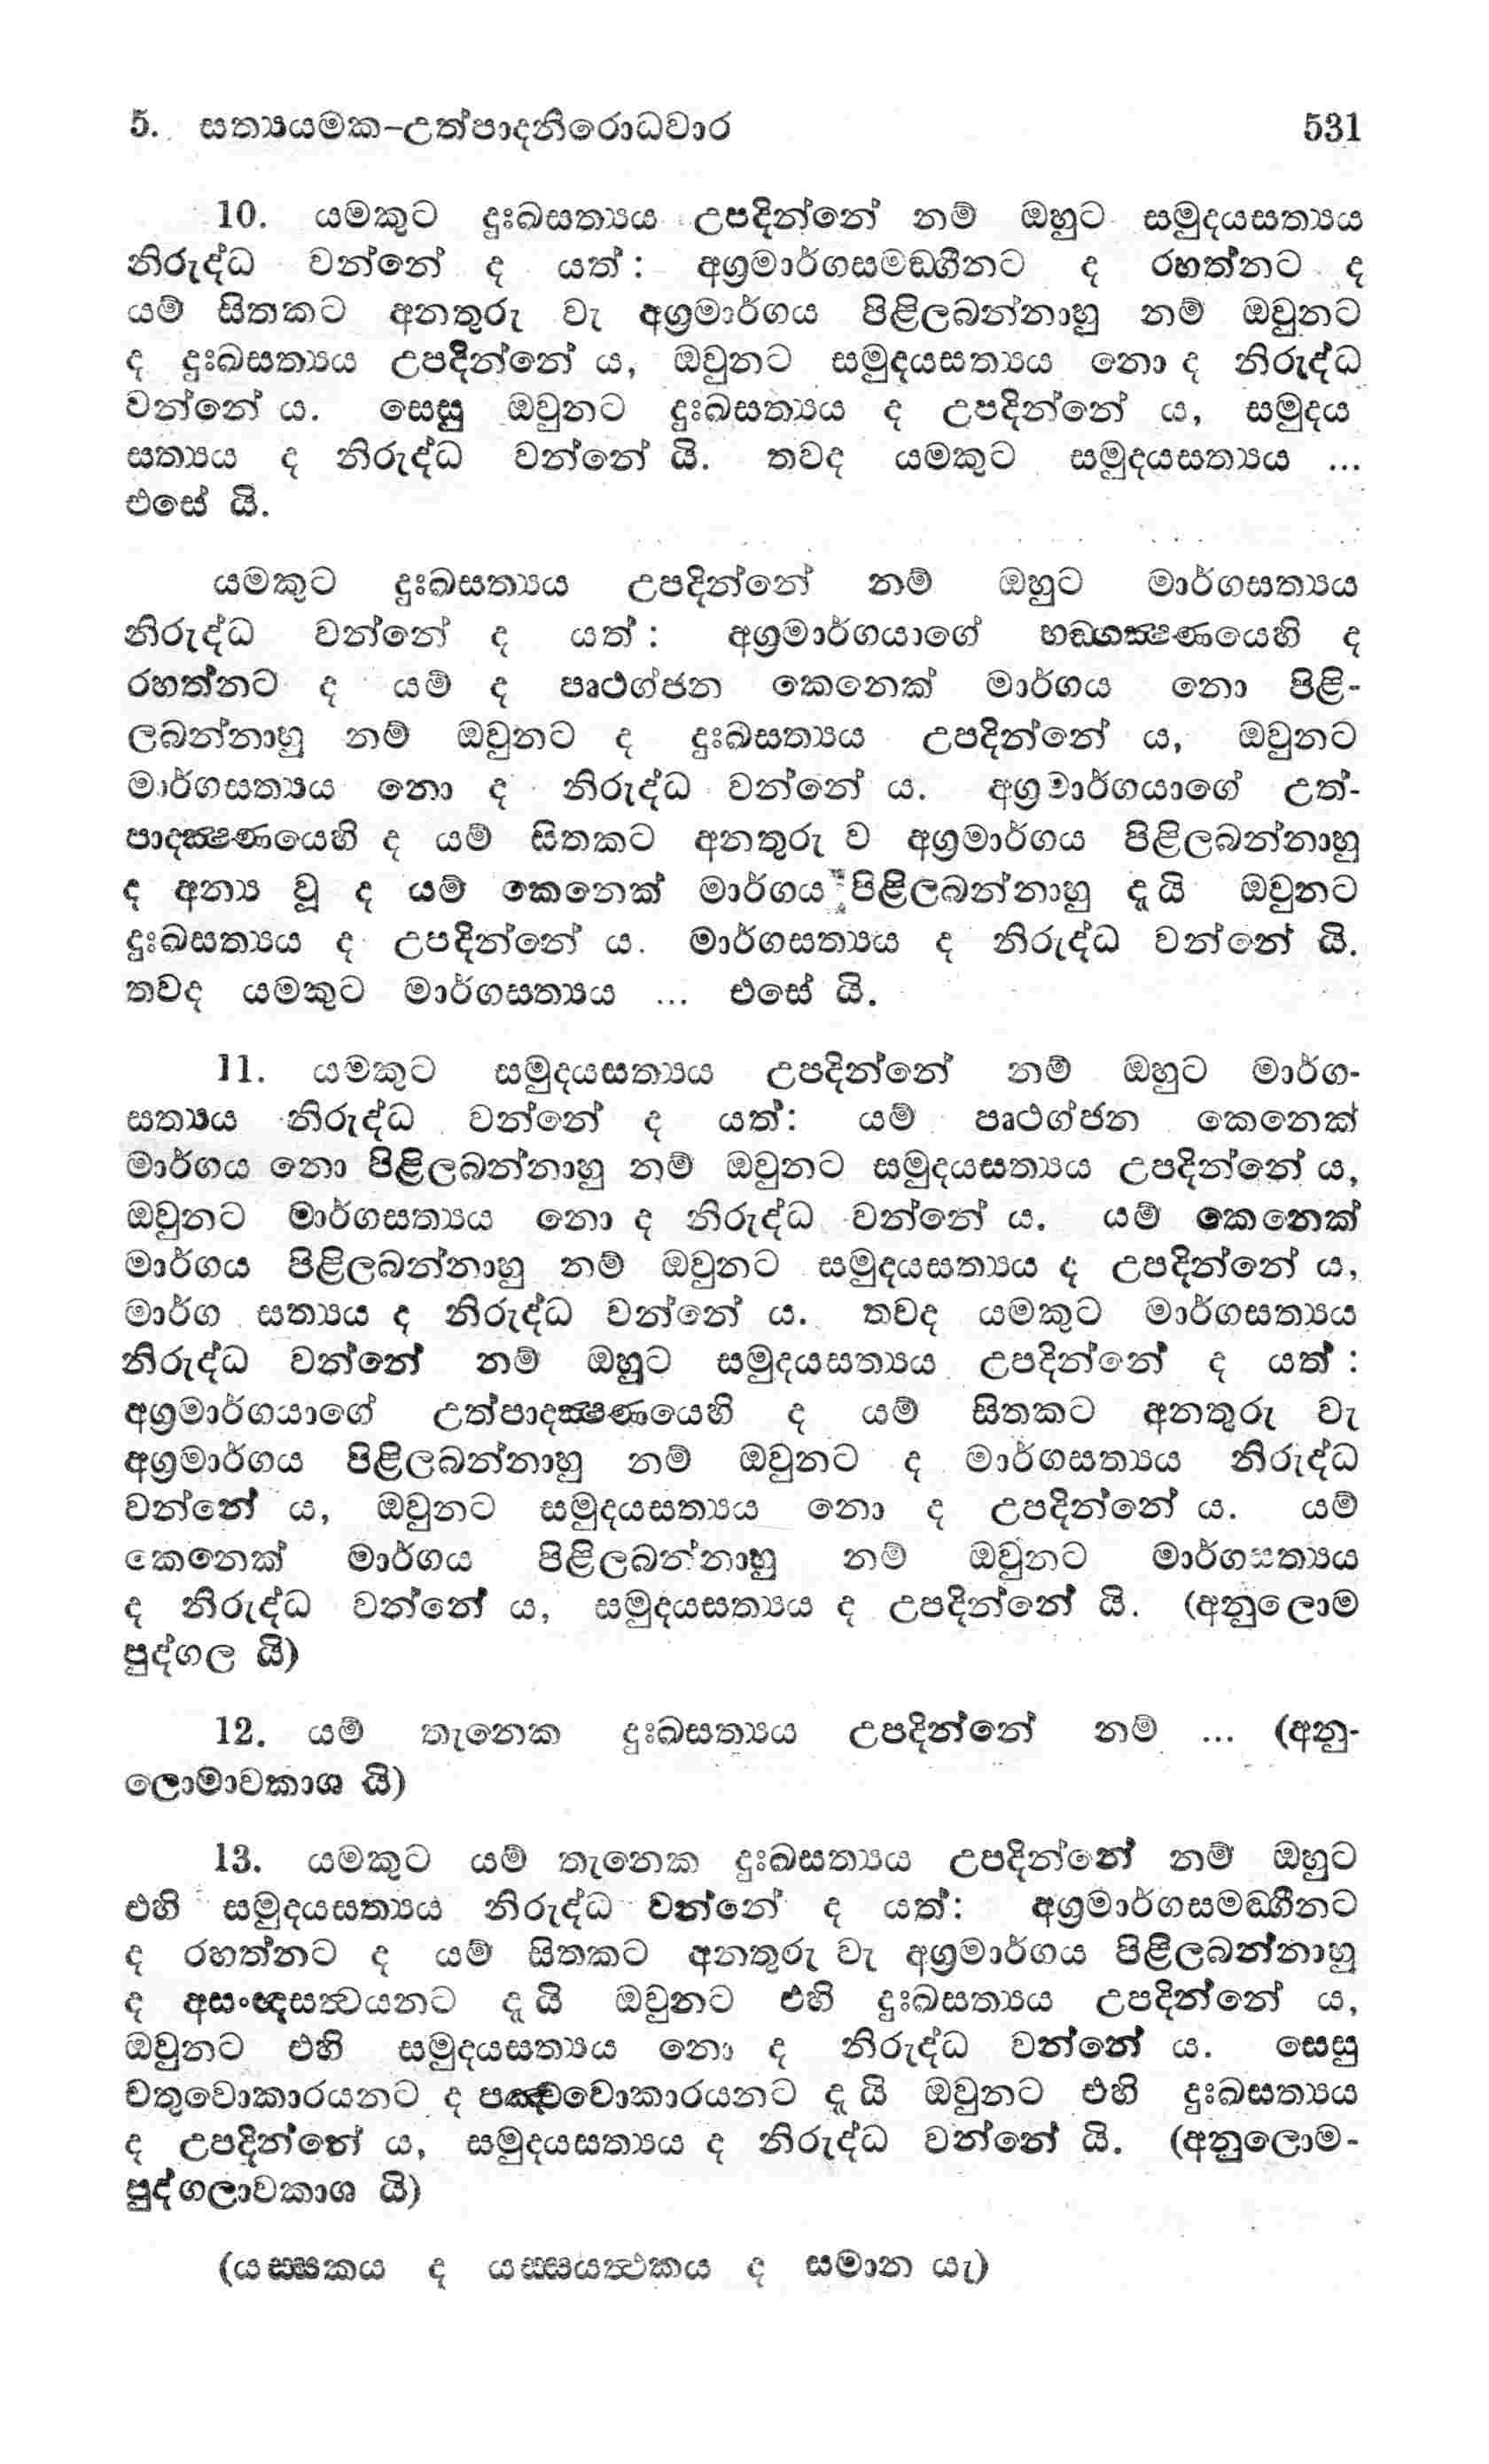 5. සත්‍යයමක-උත්පාදනිරොධවාර 531
10. යමකුට දුඃඛසත්‍යය උපදින්නේ නම් ඔහුට සමුදයසත්‍යය
නිරුද්ධ වන්නේ ද යත් : අග්‍රමාර්ගසමඞ්ගීනට ද රහත්නට ද
යම් සිතකට අනතුරු වැ අග්‍රමාර්ගය පිළිලබන්නාහු නම් ඔවුනට
ද දුඃඛසත්‍යය උපදින්නේ ය, ඔවුනට සමුදයසත්‍යය නො ද නිරුද්ධ
වන්නේ ය. සෙසු ඔවුනට දුඃඛසත්‍යය ද උපදින්නේ ය, සමුදය
සත්‍යය ද නිරුද්ධ වන්නේ යි. තවද යමකුට සමුදයසත්‍යය ...
එසේ යි.
යමකුට දුඃඛසත්‍යය උපදින්නේ නම් ඔහුට මාර්ගසත්‍යය
නිරුද්ධ වන්නේ ද යත් : අග්‍රමාර්ගයාගේ භඞ්ගක්‍ෂණයෙහි ද
රහත්නට ද යම් ද පෘථග්ජන කෙනෙක් මාර්ගය නො පිළි-
ලබන්නාහු නම් ඔවුනට ද දුඃඛසත්‍යය උපදින්නේ ය, ඔවුනට
මාර්ගසත්‍යය නො ද නිරුද්ධ වන්නේ ය. අග්‍රමාර්ගයාගේ උත්-
පාදක්‍ෂණයෙහි ද යම් සිතකට අනතුරු ව අග්‍රමාර්ගය පිළිලබන්නාහු
ද අන්‍ය වූ ද යම් කෙනෙක් මාර්ගය පිළිලබන්නාහු දැ යි ඔවුනට
දුඃඛසත්‍යය ද උපදින්නේ ය. මාර්ගසත්‍යය ද නිරුද්ධ වන්නේ යි.
තවද යමකුට මාර්ගසත්‍යය ... එසේ යි.
11. යමකුට සමුදයසත්‍යය උපදින්නේ නම් ඔහුට මාර්ග-
සත්‍යය නිරුද්ධ වන්නේ ද යත්: යම් පෘථග්ජන කෙනෙක්
මාර්ගය නො පිළිලබන්නාහු නම් ඔවුනට සමුදයසත්‍යය උපදින්නේ ය,
ඔවුනට මාර්ගසත්‍යය නො ද නිරුද්ධ වන්නේ ය. යම් කෙනෙක්
මාර්ගය පිළිලබන්නාහු නම් ඔවුනට සමුදයසත්‍යය ද උපදින්නේ ය,
මාර්ග සත්‍යය ද නිරුද්ධ වන්නේ ය. තවද යමකුට මාර්ගසත්‍යය
නිරුද්ධ වන්නේ නම් ඔහුට සමුදයසත්‍යය උපදින්නේ ද යත් :
අග්‍රමාර්ගයාගේ උත්පාදක්‍ෂණයෙහි ද යම් සිතකට අනතුරු වැ
අග්‍රමාර්ගය පිළිලබන්නාහු නම් ඔවුනට ද මාර්ගසත්‍යය නිරුද්ධ
වන්නේ ය, ඔවුනට සමුදයසත්‍යය නො ද උපදින්නේ ය. යම්
කෙනෙක් මාර්ගය පිළිලබන්නාහු නම් ඔවුනට මාර්ගසත්‍යය
ද නිරුද්ධ වන්නේ ය, සමුදයසත්‍යය ද උපදින්නේ යි. (අනුලොම
පුද්ගල යි)
12. යම් තැනෙක දුඃඛසත්‍යය උපදින්නේ නම් ... (අනු-
ලොමාවකාශ යි)
13. යමකුට යම් තැනෙක දුඃඛසත්‍යය උපදින්නේ නම් ඔහුට
එහි සමුදයසත්‍යය නිරුද්ධ වන්නේ ද යත්: අග්‍රමාර්ගසමඞ්ගීනට
ද රහත්නට ද යම් සිතකට අනතුරු වැ අග්‍රමාර්ගය පිළිලබන්නාහු
ද අසංඥසත්‍වයනට දැ යි ඔවුනට එහි දුඃඛසත්‍යය උපදින්නේ ය,
ඔවුනට එහි සමුදයසත්‍යය නො ද නිරුද්ධ වන්නේ ය. සෙසු
චතුවොකාරයනට ද පඤ්චවොකාරයනට දැ යි ඔවුනට එහි දුඃඛසත්‍යය
ද උපදින්නේ ය, සමුදයසත්‍යය ද නිරුද්ධ වන්නේ යි. (අනුලොම-
පුද්ගලාවකාශ යි)
(යස්සකය ද යස්සයත්‍ථකය ද සමාන යැ)